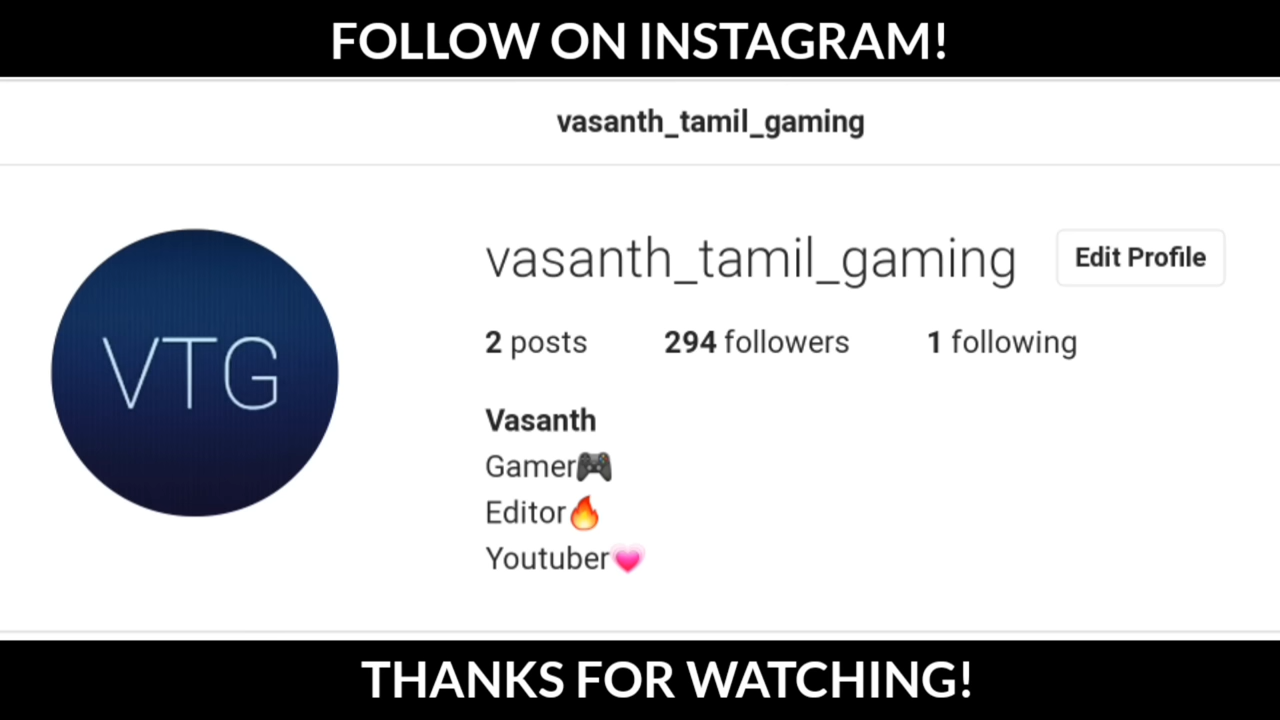 FOLLOW ON INSTAGRAM!
vasanth_tamil_gaming
VTG
vasanth_tamil_gaming Edit Profile
2 posts 294 followers 1 following
Vasanth
Gamer🎮
Editor🔥
Youtuber💗
THANKS FOR WATCHING!